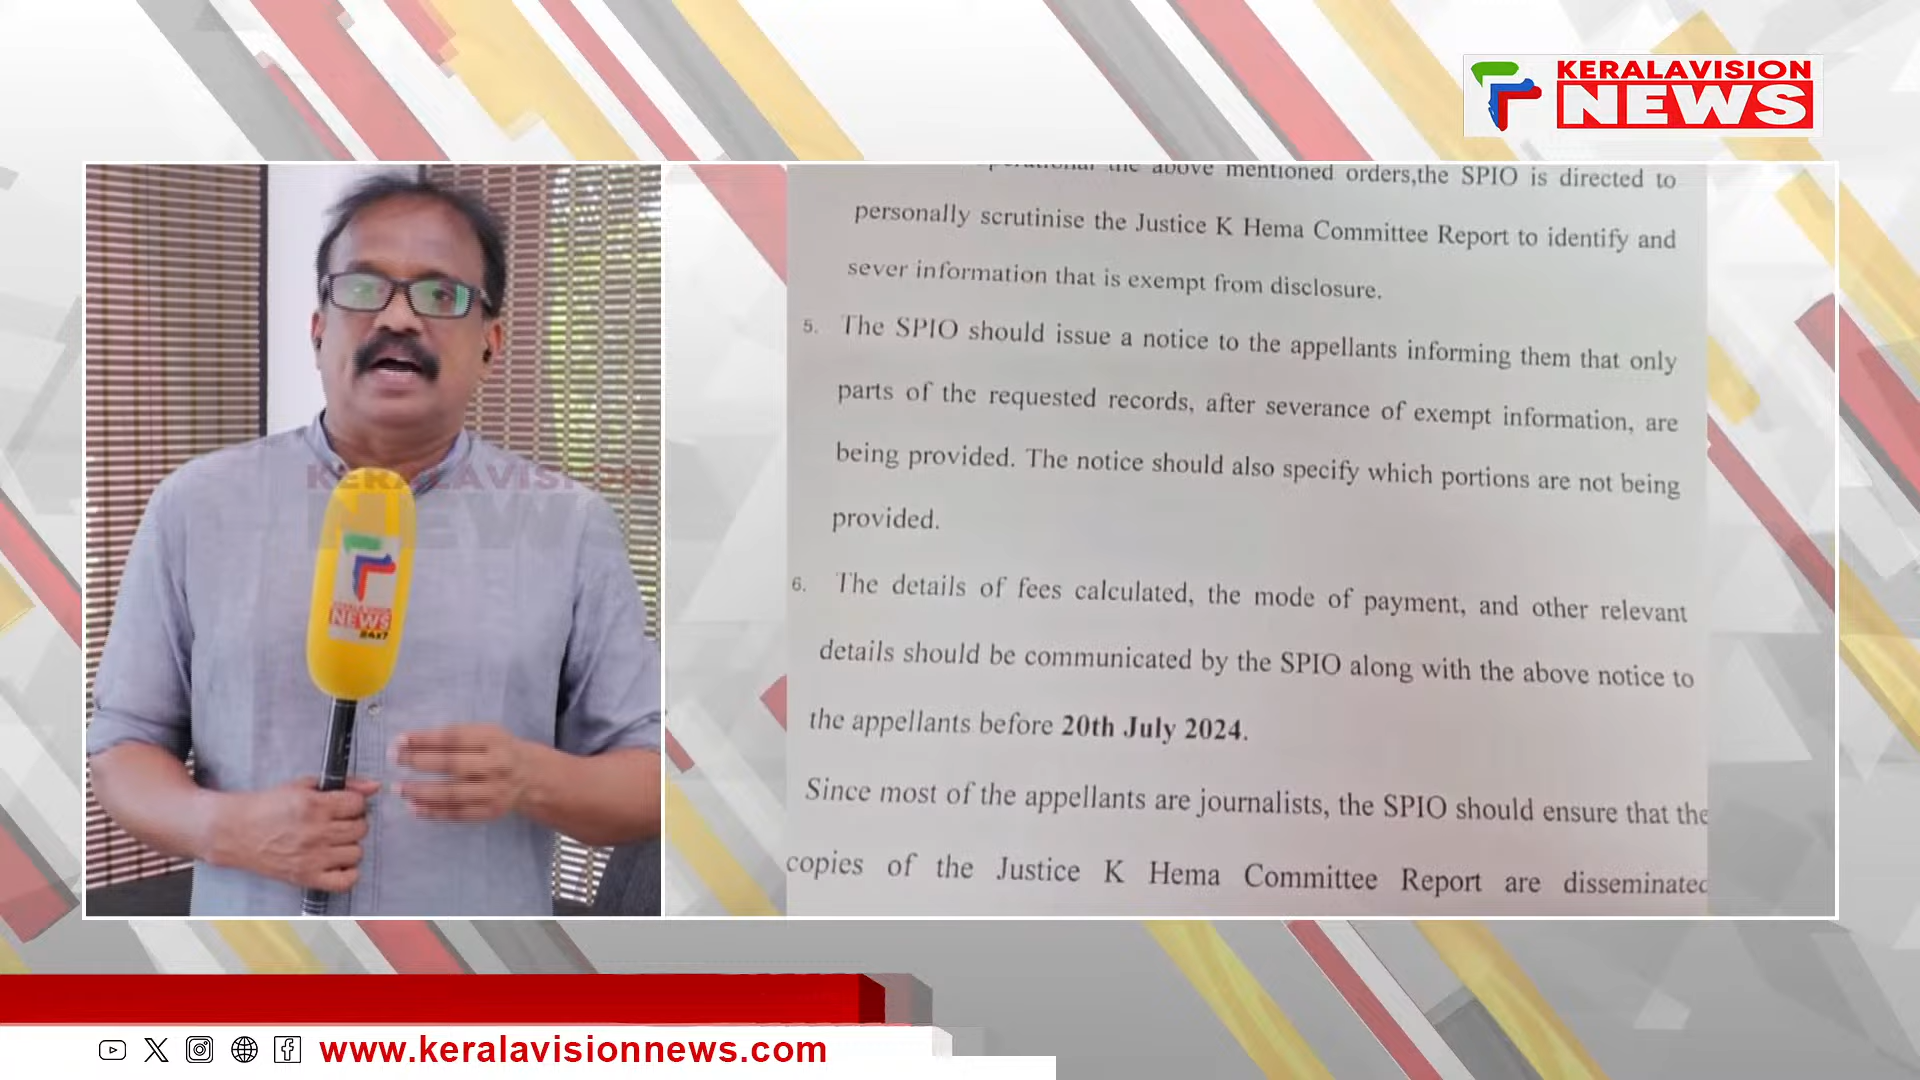 KERALAVISION
NEWS
the above mentioned orders,the SPIO is directed to
personally scrutinise the Justice K Hema Committee Report to identify and
sever information that is exempt from disclosure.
5. The SPIO should issue a notice to the appellants informing them that only
parts of the requested records, after severance of exempt information, are
being provided. The notice should also specify which portions are not being
provided.
6. The details of fees calculated, the mode of payment, and other relevant
details should be communicated by the SPIO along with the above notice to
the appellants before 20th July 2024.
Since most of the appellants are journalists, the SPIO should ensure that the
copies of the Justice K Hema Committee Report are disseminated
KERALAVISION
NEWS
KERALA VISION
NEWS
24x7
www.keralavisionnews.com